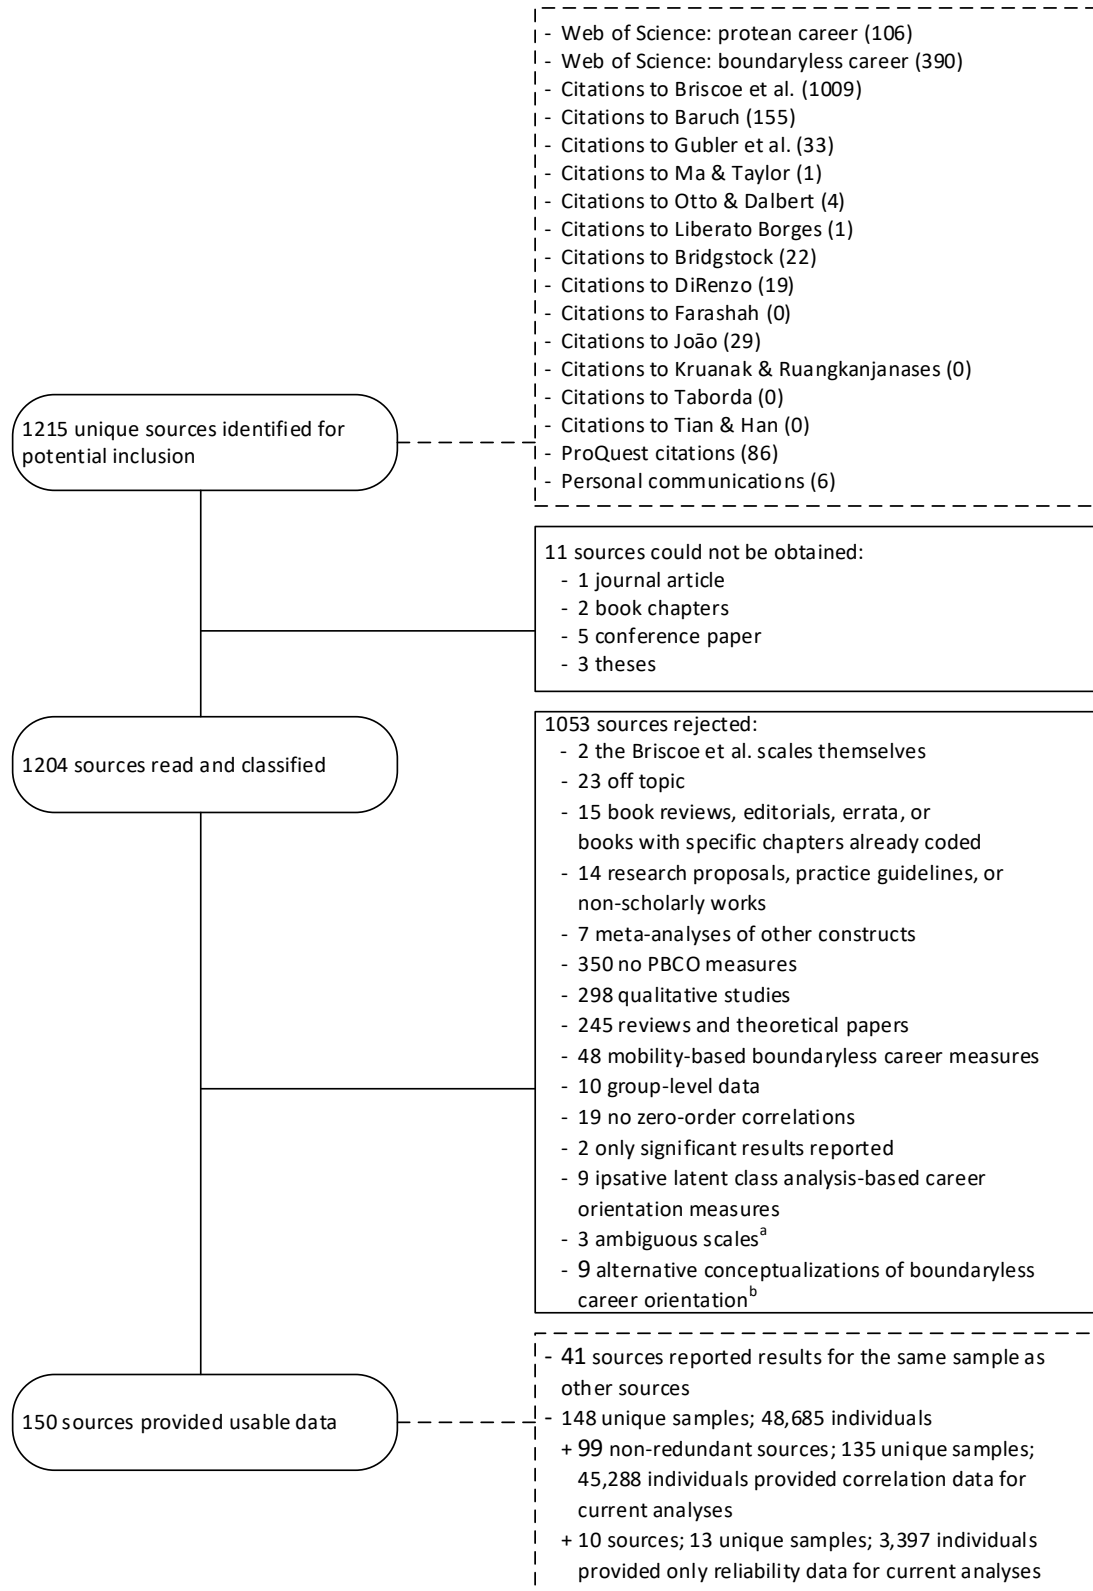 - Web of Science: protean career (106)
- Web of Science: boundaryless career (390)
- Citations to Briscoe et al. (1009)
- Citations to Baruch (155)
- Citations to Gubler et al. (33)
- Citations to Ma & Taylor (1)
- Citations to Otto & Dalbert (4)
- Citations to Liberato Borges (1)
- Citations to Bridgstock (22)
- Citations to DiRenzo (19)
- Citations to Farashah (0)
- Citations to João (29)
- Citations to Kruanak & Ruangkanjanases (0)
- Citations to Taborda (0)
- Citations to Tian & Han (0)
- ProQuest citations (86)
- Personal communications (6)
1215 unique sources identified for
potential inclusion
11 sources could not be obtained:
- 1 journal article
- 2 book chapters
- 5 conference paper
- 3 theses
1204 sources read and classified
1053 sources rejected:
- 2 the Briscoe et al. scales themselves
- 23 off topic
- 15 book reviews, editorials, errata, or
books with specific chapters already coded
- 14 research proposals, practice guidelines, or
non-scholarly works
- 7 meta-analyses of other constructs
- 350 no PBCO measures
- 298 qualitative studies
- 245 reviews and theoretical papers
- 48 mobility-based boundaryless career measures
- 10 group-level data
- 19 no zero-order correlations
- 2 only significant results reported
- 9 ipsative latent class analysis-based career
orientation measures
- 3 ambiguous scales^a
- 9 alternative conceptualizations of boundaryless
career orientation^b
150 sources provided usable data
- 41 sources reported results for the same sample as
other sources
- 148 unique samples; 48,685 individuals
+ 99 non-redundant sources; 135 unique samples;
45,288 individuals provided correlation data for
current analyses
+ 10 sources; 13 unique samples; 3,397 individuals
provided only reliability data for current analyses